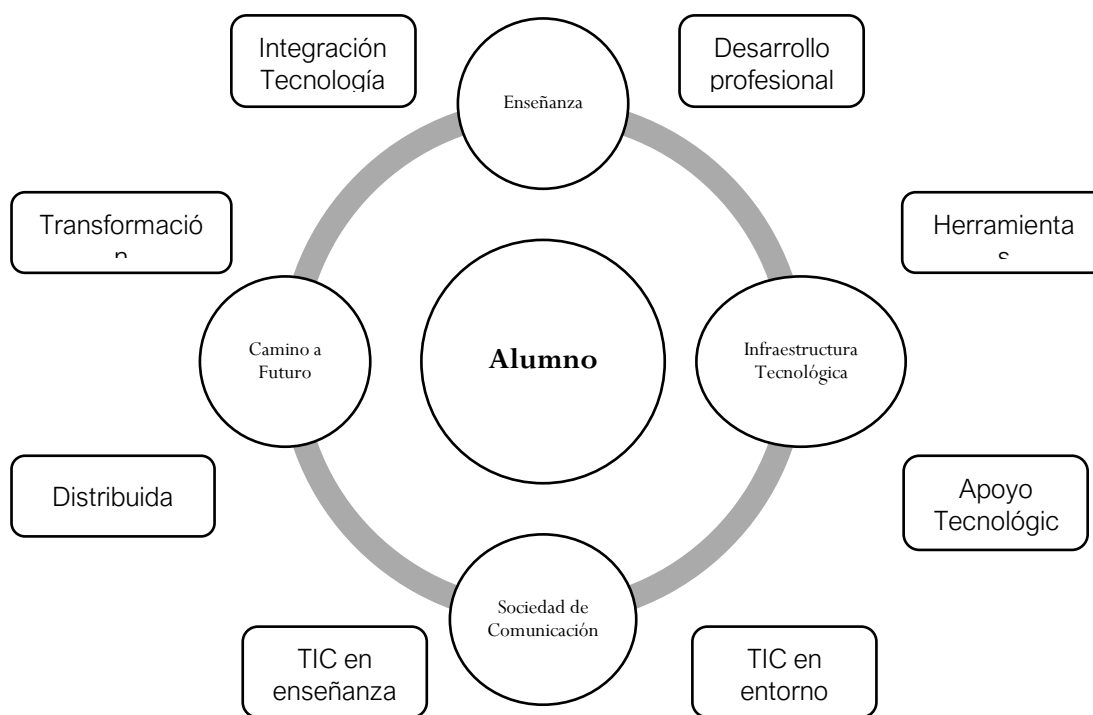 Integración
Tecnología
Enseñanza
Desarrollo
profesional
Transformació
n
Herramienta
s
Camino a
Futuro
Alumno
Infraestructura
Tecnológica
Distribuida
Apoyo
Tecnológic
Sociedad de
Comunicación
TIC en
enseñanza
TIC en
entorno